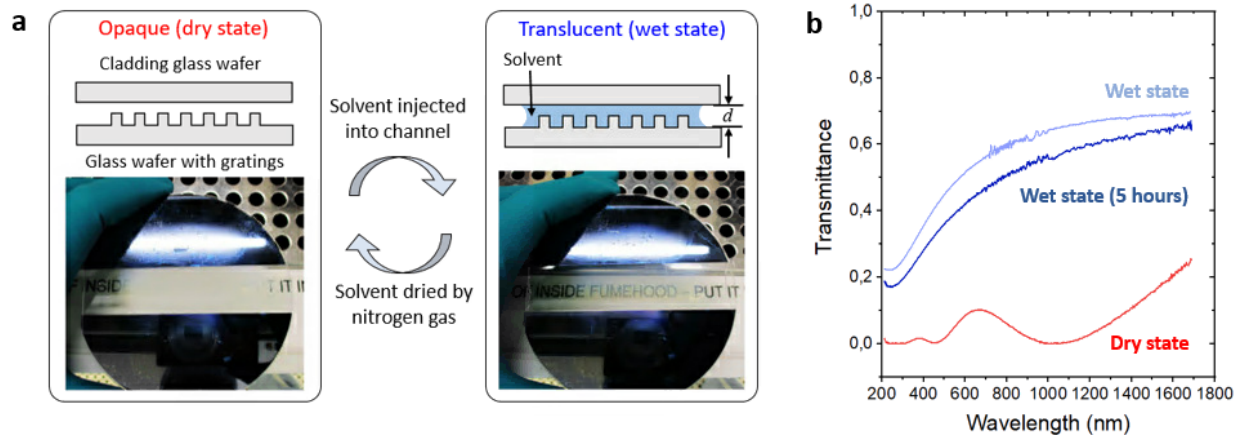 a
Opaque (dry state)
Cladding glass wafer
Glass wafer with gratings
F INSIDE
PUT IT IN
Solvent injected
into channel
Solvent dried by
nitrogen gas
Translucent (wet state)
Solvent
d
OF INSIDE FUMEHOOD – PUT IT
b
Transmittance
1,0
0,8
0,6
0,4
0,2
0,0
Wet state
Wet state (5 hours)
Dry state
200 400 600 800 1000 1200 1400 1600 1800
Wavelength (nm)